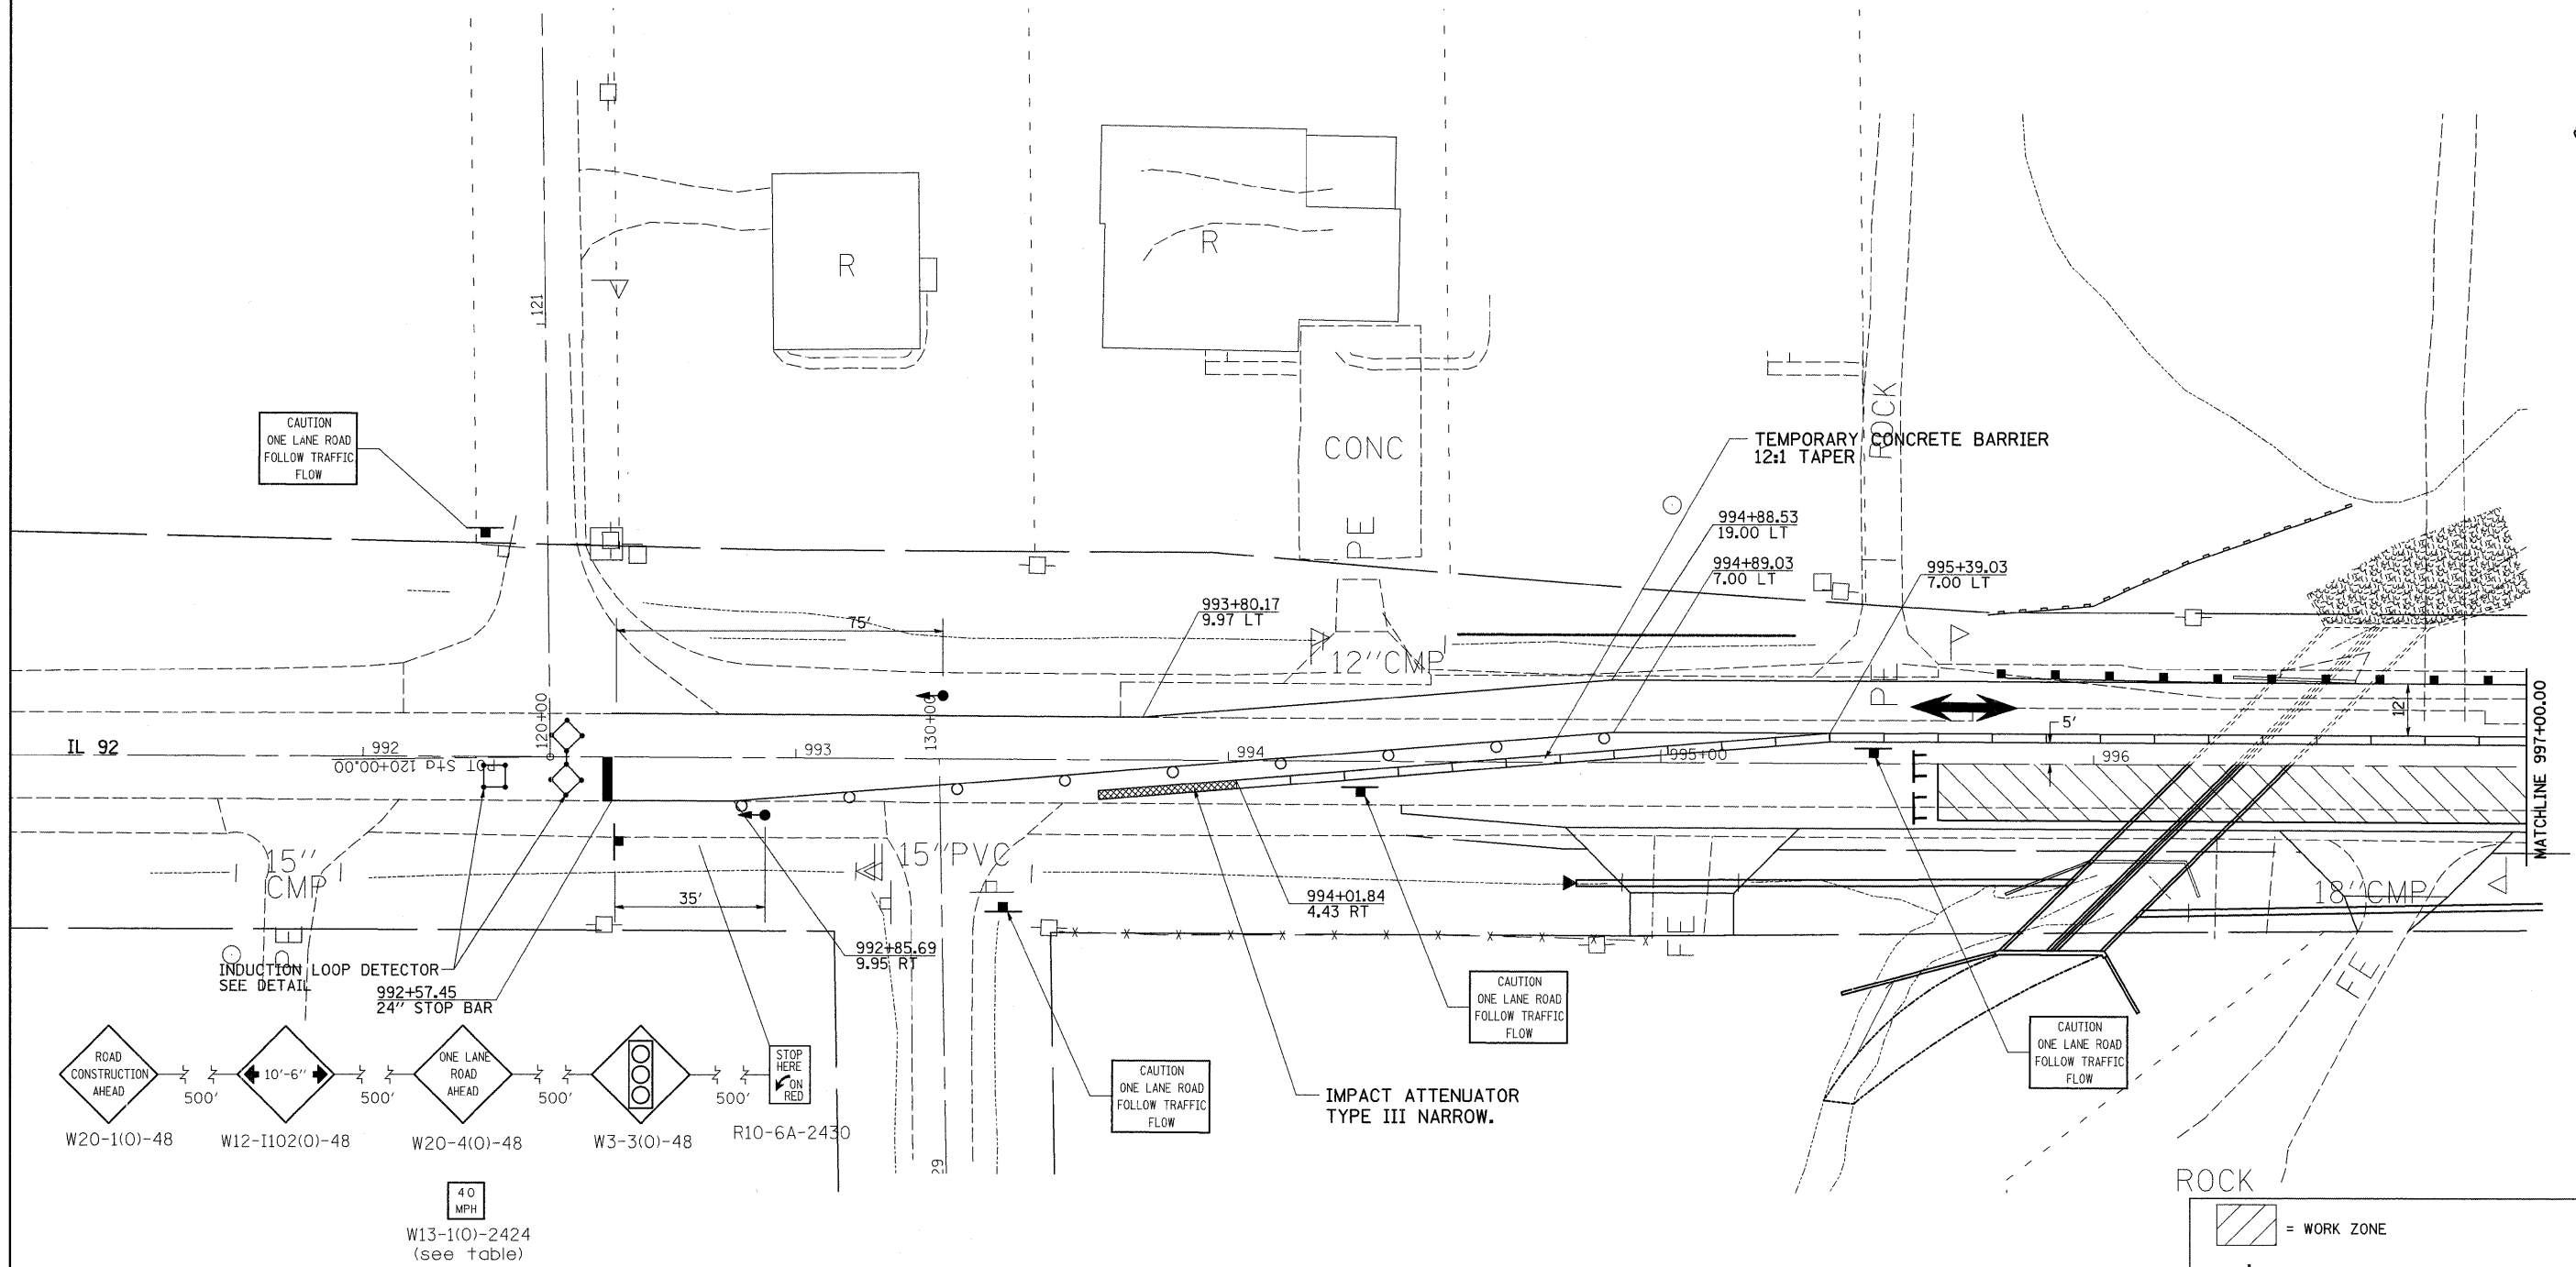 121
R
R
CAUTION
ONE LANE ROAD
FOLLOW TRAFFIC
FLOW
CONC
PE
ROCK
TEMPORARY CONCRETE BARRIER
12:1 TAPER
994+88.53
19.00 LT
994+89.03
7.00 LT
995+39.03
7.00 LT
993+80.17
9.97 LT
75'
12''CMP
PE
12'
5'
MATCHLINE 997+00.00
IL 92
992
120+00
993
130+00
994
995+00
996
POT Sta 120+00.00
15''
CMP
PE
15''PVC
35'
994+01.84
4.43 RT
FE
18''CMP
FE
992+85.69
9.95 RT
INDUCTION LOOP DETECTOR
SEE DETAIL
992+57.45
24'' STOP BAR
CAUTION
ONE LANE ROAD
FOLLOW TRAFFIC
FLOW
CAUTION
ONE LANE ROAD
FOLLOW TRAFFIC
FLOW
CAUTION
ONE LANE ROAD
FOLLOW TRAFFIC
FLOW
IMPACT ATTENUATOR
TYPE III NARROW.
ROAD
CONSTRUCTION
AHEAD
500'
10'-6"
500'
ONE LANE
ROAD
AHEAD
500'
500'
STOP
HERE
ON
RED
W20-1(O)-48
W12-I102(O)-48
W20-4(O)-48
W3-3(O)-48
R10-6A-2430
29
40
MPH
W13-1(O)-2424
(see table)
ROCK
= WORK ZONE